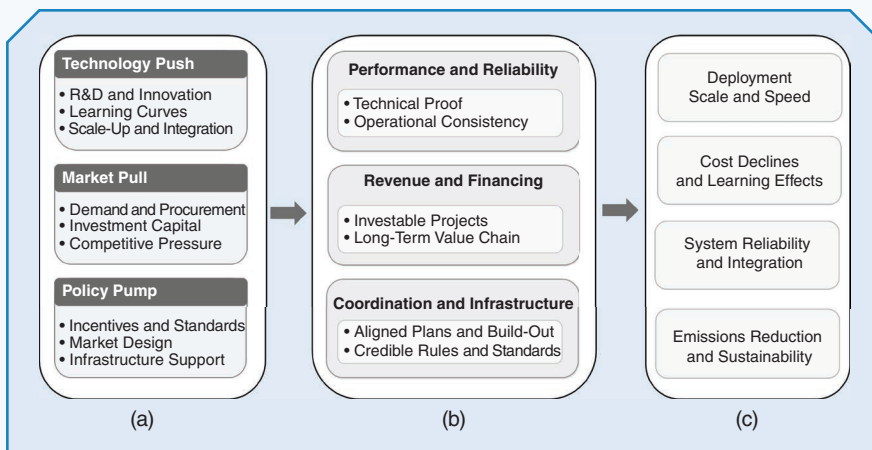 Technology Push
• R&D and Innovation
• Learning Curves
• Scale-Up and Integration
Market Pull
• Demand and Procurement
• Investment Capital
• Competitive Pressure
Policy Pump
• Incentives and Standards
• Market Design
• Infrastructure Support
(a)
Performance and Reliability
• Technical Proof
• Operational Consistency
Revenue and Financing
• Investable Projects
• Long-Term Value Chain
Coordination and Infrastructure
• Aligned Plans and Build-Out
• Credible Rules and Standards
(b)
Deployment
Scale and Speed
Cost Declines
and Learning Effects
System Reliability
and Integration
Emissions Reduction
and Sustainability
(c)